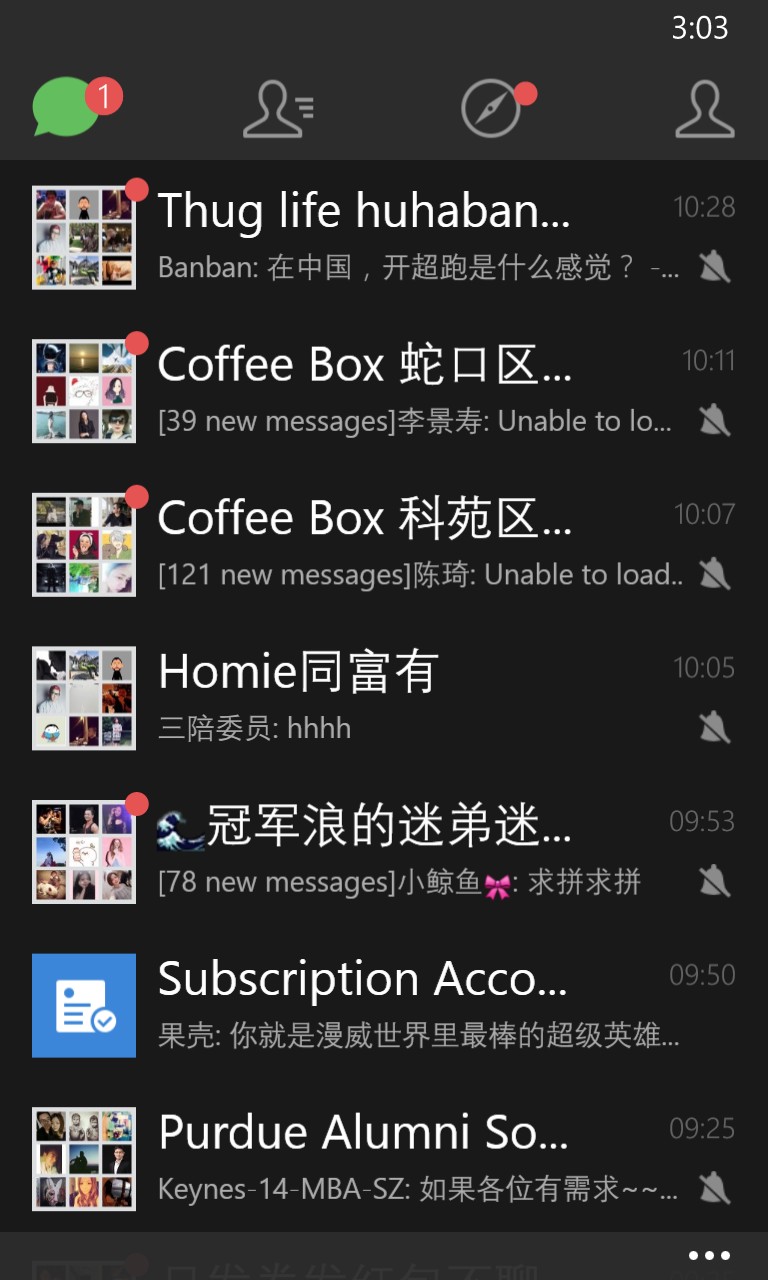 3:03
1
Thug life huhaban...
10:28
Banban: 在中国，开超跑是什么感觉？ -...
Coffee Box 蛇口区...
10:11
[39 new messages]李景寿: Unable to lo...
Coffee Box 科苑区...
10:07
[121 new messages]陈琦: Unable to load..
Homie同富有
10:05
三陪委员: hhhh
🌊冠军浪的迷弟迷...
09:53
[78 new messages]小鲸鱼🎀: 求拼求拼
Subscription Acco...
09:50
果壳: 你就是漫威世界里最棒的超级英雄...
Purdue Alumni So...
09:25
Keynes-14-MBA-SZ: 如果各位有需求~~...